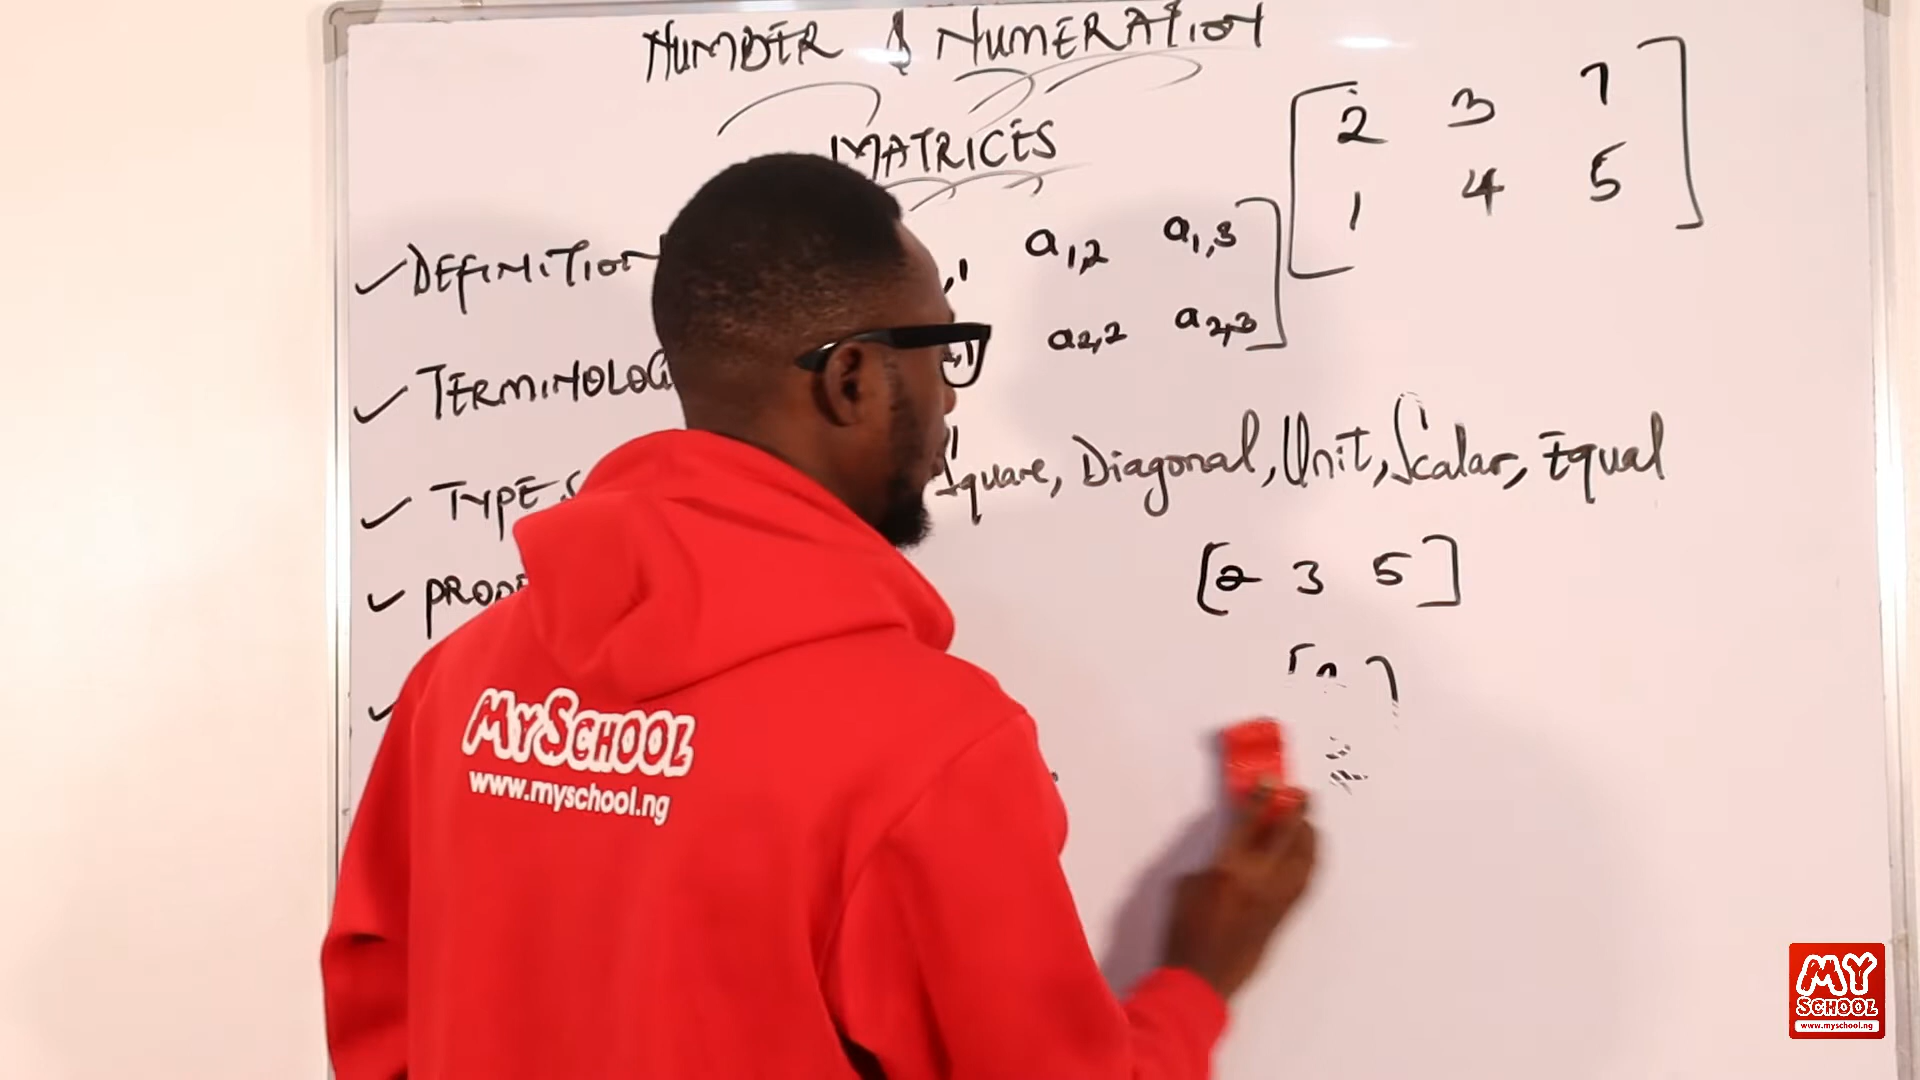 NUMBER & NUMERATION
MATRICES
2 3 7
1 4 5
✓ DEFINITION
a1,2 a1,3
a2,2 a2,3
✓ TERMINOLOG
✓ TYPES
Square, Diagonal, Unit, Scalar, Equal
[2 3 5]
✓
✓
MYSCHOOL
www.myschool.ng
MY
SCHOOL
www.myschool.ng